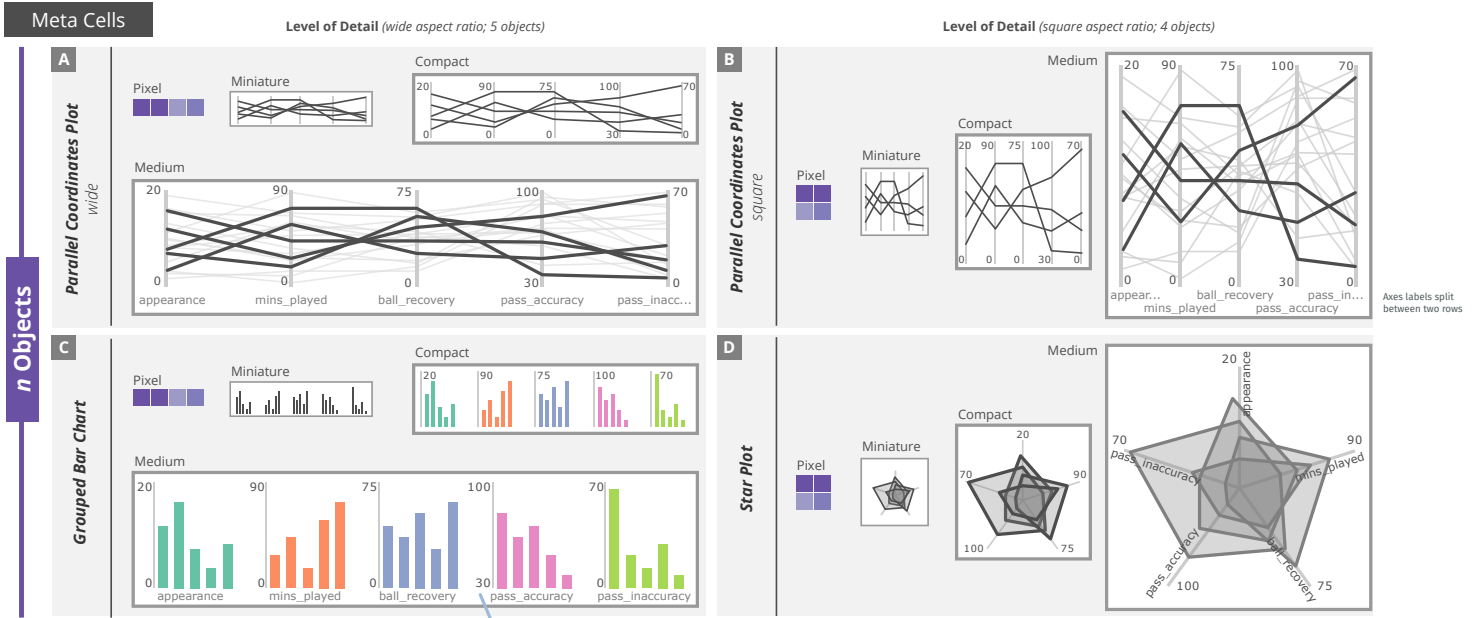 Meta Cells
Level of Detail (wide aspect ratio; 5 objects)
Level of Detail (square aspect ratio; 4 objects)
n Objects
A
Parallel Coordinates Plot
wide
Pixel
Miniature
Compact
20
90
75
100
70
0
0
0
30
0
Medium
20
90
75
100
70
0
0
0
30
0
appearance
mins_played
ball_recovery
pass_accuracy
pass_inacc...
B
Parallel Coordinates Plot
square
Pixel
Miniature
Compact
20
90
75
100
70
0
0
0
30
0
Medium
20
90
75
100
70
0
0
0
30
0
appear...
ball_recovery
pass_in...
mins_played
pass_accuracy
Axes labels split
between two rows
C
Grouped Bar Chart
Pixel
Miniature
Compact
20
90
75
100
70
0
0
0
30
0
Medium
20
90
75
100
70
0
0
0
30
0
appearance
mins_played
ball_recovery
pass_accuracy
pass_inaccuracy
D
Star Plot
Pixel
Miniature
Compact
20
70
90
100
75
Medium
20
appearance
70
90
pass_inaccuracy
mins_played
pass_accuracy
ball_recovery
100
75